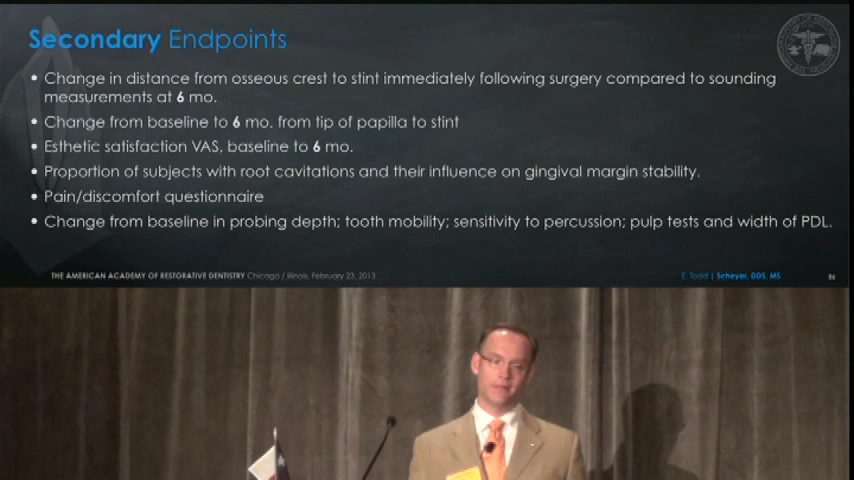 Secondary Endpoints
• Change in distance from osseous crest to stint immediately following surgery compared to sounding
measurements at 6 mo.
• Change from baseline to 6 mo. from tip of papilla to stint
• Esthetic satisfaction VAS, baseline to 6 mo.
• Proportion of subjects with root cavitations and their influence on gingival margin stability.
• Pain/discomfort questionnaire
• Change from baseline in probing depth; tooth mobility; sensitivity to percussion; pulp tests and width of PDL.
THE AMERICAN ACADEMY OF RESTORATIVE DENTISTRY Chicago / Illinois, February 23, 2013
E. Todd | Scheyer, DDS, MS